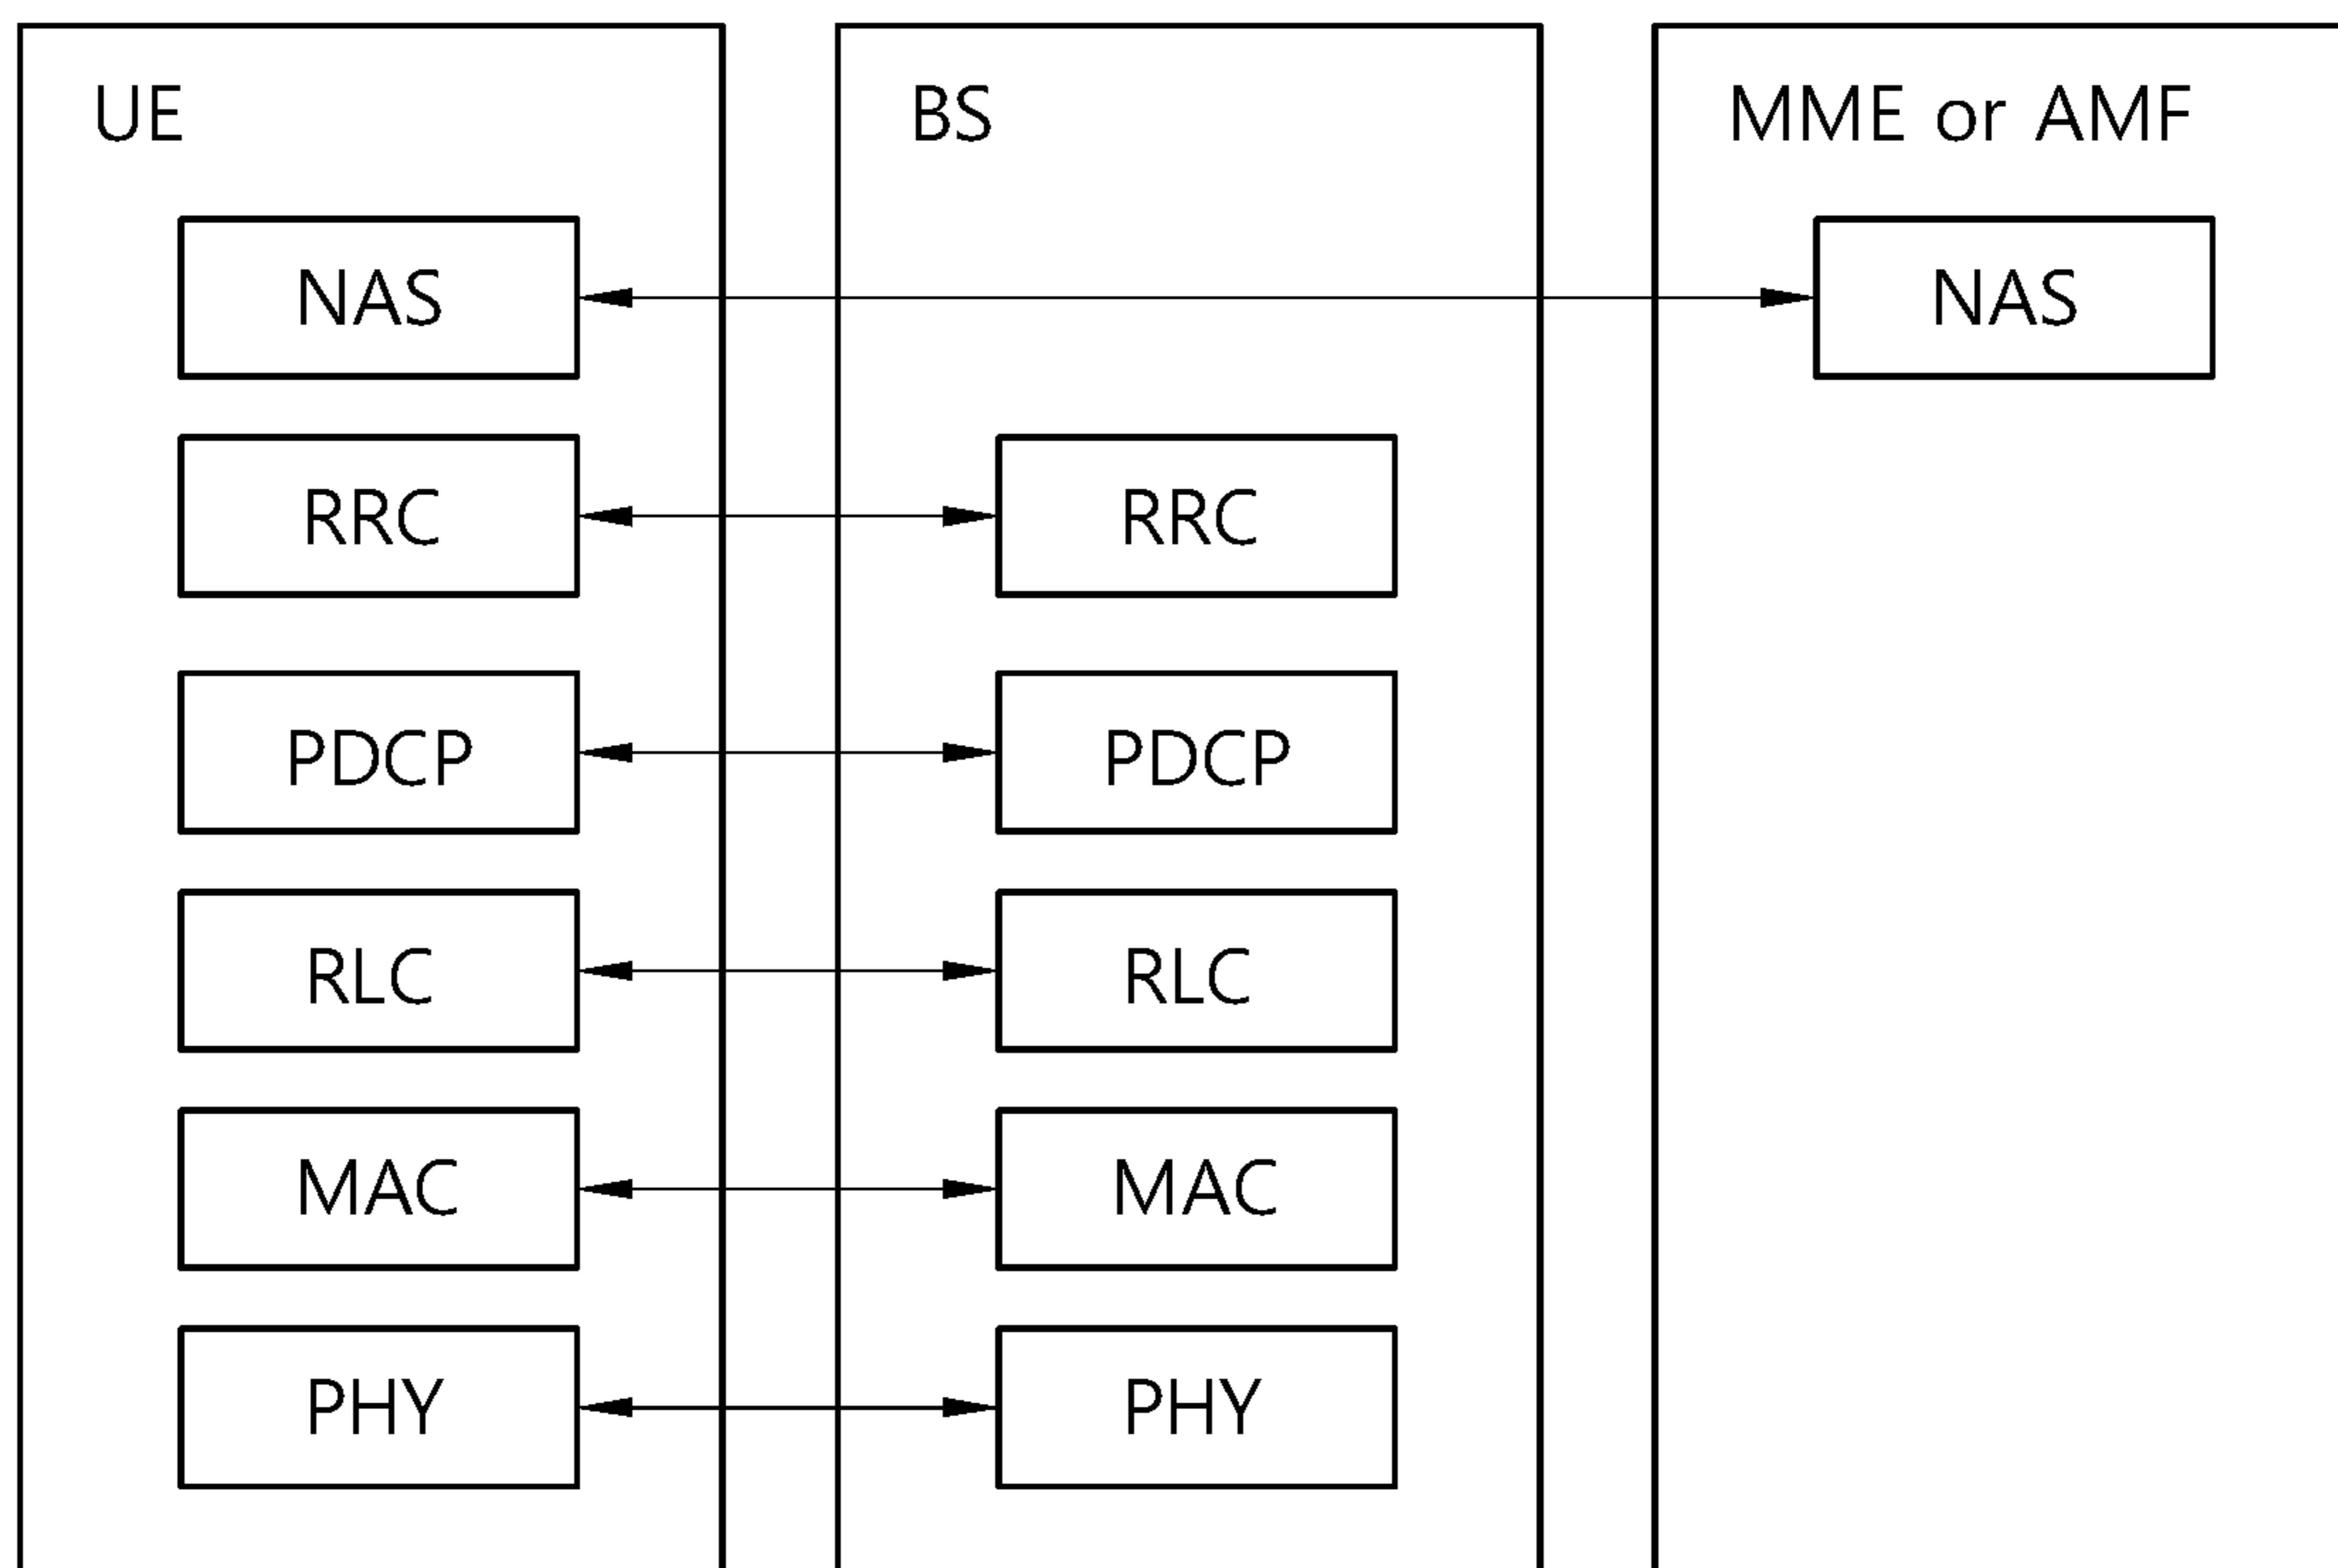 UE
BS
MME or AMF
NAS
NAS
RRC
RRC
PDCP
PDCP
RLC
RLC
MAC
MAC
PHY
PHY